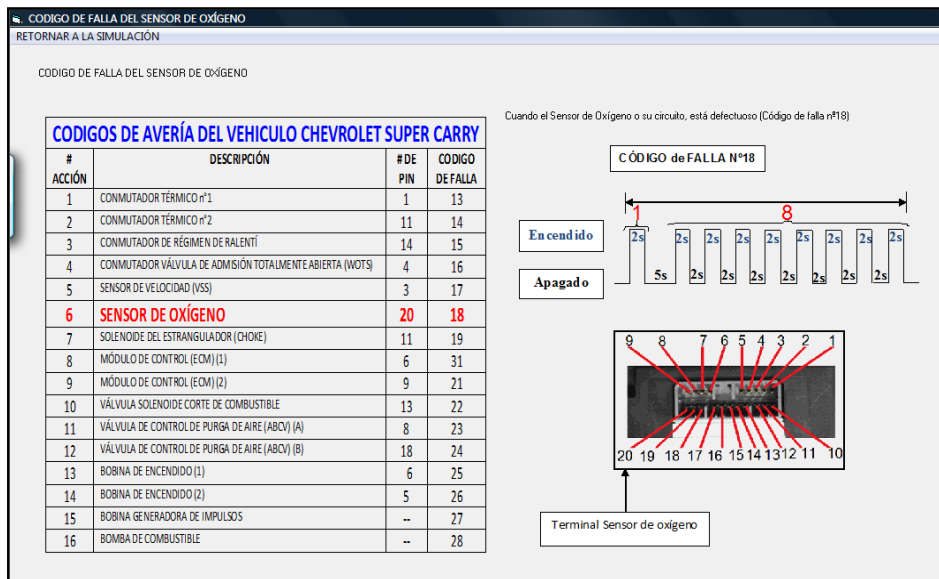 CODIGO DE FALLA DEL SENSOR DE OXÍGENO
RETORNAR A LA SIMULACIÓN
CODIGO DE FALLA DEL SENSOR DE OXÍGENO
CODIGOS DE AVERÍA DEL VEHICULO CHEVROLET SUPER CARRY
# ACCIÓN DESCRIPCIÓN # DE PIN CODIGO DE FALLA
1 CONMUTADOR TÉRMICO n°1 1 13
2 CONMUTADOR TÉRMICO n°2 11 14
3 CONMUTADOR DE RÉGIMEN DE RALENTÍ 14 15
4 CONMUTADOR VÁLVULA DE ADMISIÓN TOTALMENTE ABIERTA (WOTS) 4 16
5 SENSOR DE VELOCIDAD (VSS) 3 17
6 SENSOR DE OXÍGENO 20 18
7 SOLENOIDE DEL ESTRANGULADOR (CHOKE) 11 19
8 MÓDULO DE CONTROL (ECM) (1) 6 31
9 MÓDULO DE CONTROL (ECM) (2) 9 21
10 VÁLVULA SOLENOIDE CORTE DE COMBUSTIBLE 13 22
11 VÁLVULA DE CONTROL DE PURGA DE AIRE (ABCV) (A) 8 23
12 VÁLVULA DE CONTROL DE PURGA DE AIRE (ABCV) (B) 18 24
13 BOBINA DE ENCENDIDO (1) 6 25
14 BOBINA DE ENCENDIDO (2) 5 26
15 BOBINA GENERADORA DE IMPULSOS -- 27
16 BOMBA DE COMBUSTIBLE -- 28
Cuando el Sensor de Oxígeno o su circuito, está defectuoso (Código de falla nª18)
CÓDIGO de FALLA Nº18
1 8
Encendido 2s 2s 2s 2s 2s 2s 2s 2s 2s
Apagado 5s 2s 2s 2s 2s 2s 2s 2s
9 8 7 6 5 4 3 2 1
20 19 18 17 16 15 14 13 12 11 10
Terminal Sensor de oxígeno